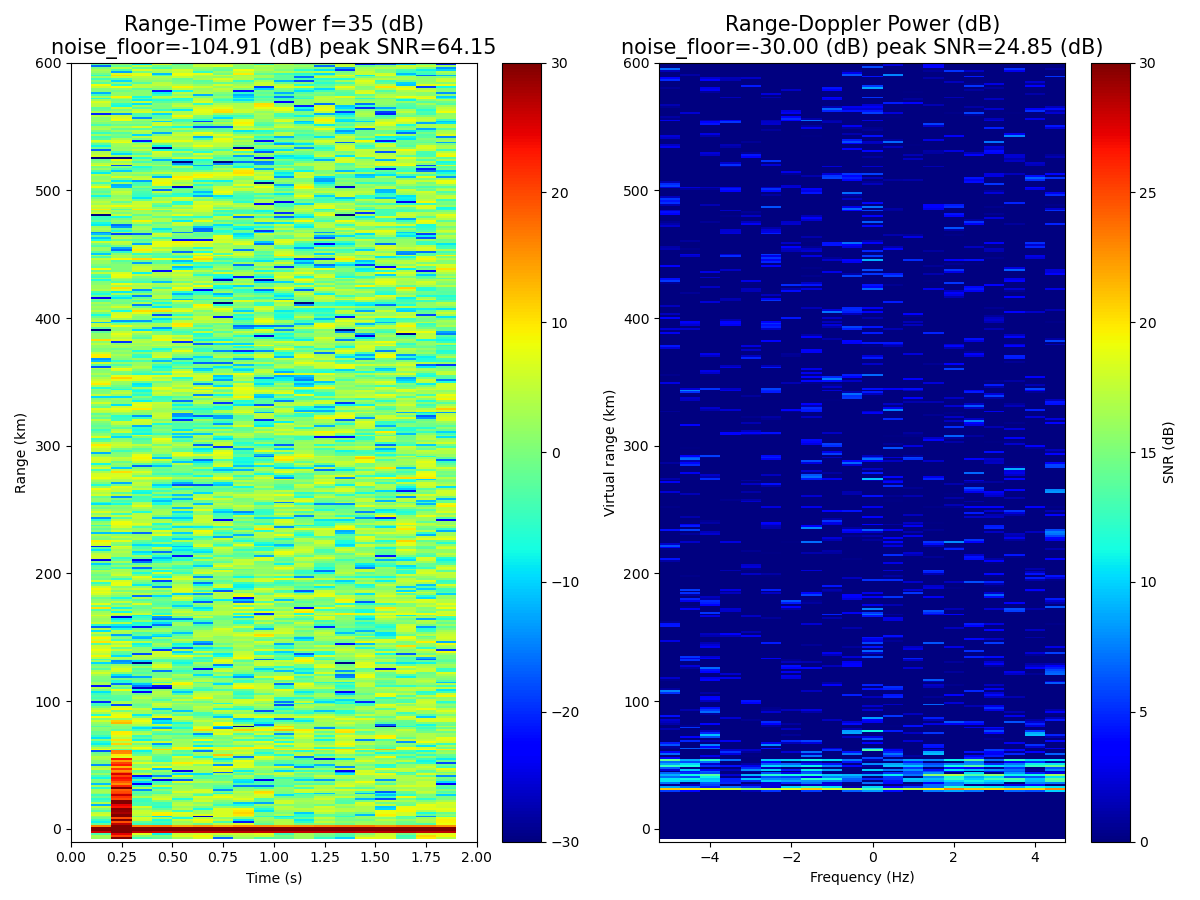 Range-Time Power f=35 (dB)
noise_floor=-104.91 (dB) peak SNR=64.15
Range-Doppler Power (dB)
noise_floor=-30.00 (dB) peak SNR=24.85 (dB)
600
500
400
300
200
100
0
Range (km)
0.00 0.25 0.50 0.75 1.00 1.25 1.50 1.75 2.00
Time (s)
30
20
10
0
−10
−20
−30
600
500
400
300
200
100
0
Virtual range (km)
−4 −2 0 2 4
Frequency (Hz)
30
25
20
15
10
5
0
SNR (dB)